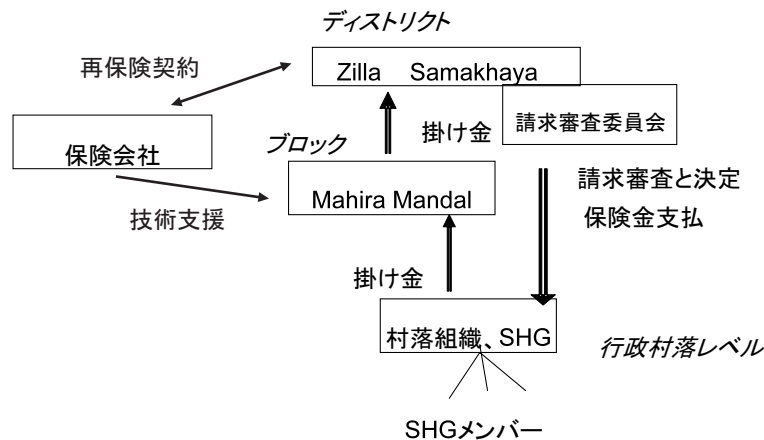 ディストリクト
再保険契約
Zilla Samakhaya
掛け金
請求審査委員会
ブロック
保険会社
Mahira Mandal
請求審査と決定
保険金支払
技術支援
掛け金
村落組織、SHG
行政村落レベル
SHGメンバー